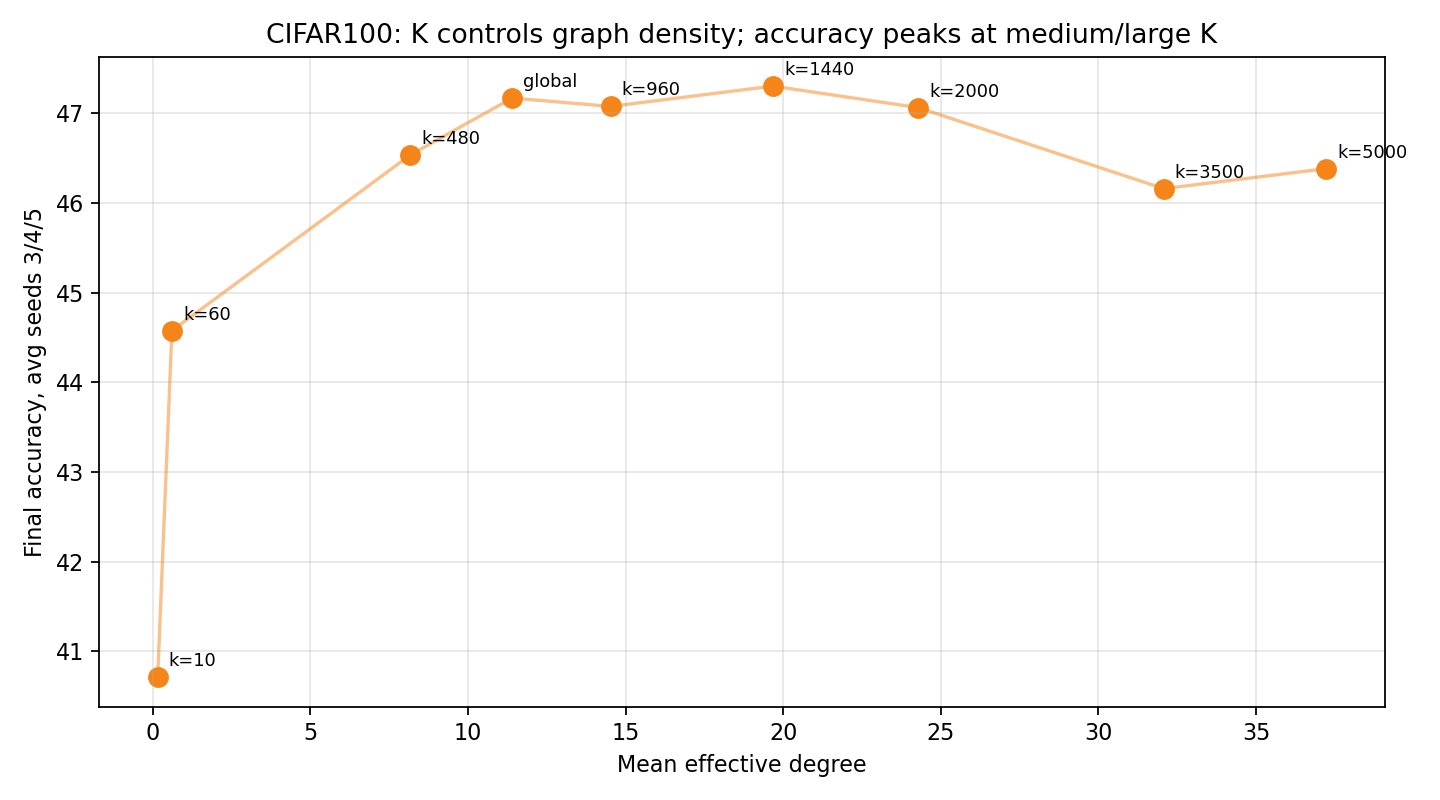 CIFAR100: K controls graph density; accuracy peaks at medium/large K
Final accuracy, avg seeds 3/4/5
47
46
45
44
43
42
41
k=10
k=60
k=480
global
k=960
k=1440
k=2000
k=3500
k=5000
0
5
10
15
20
25
30
35
Mean effective degree